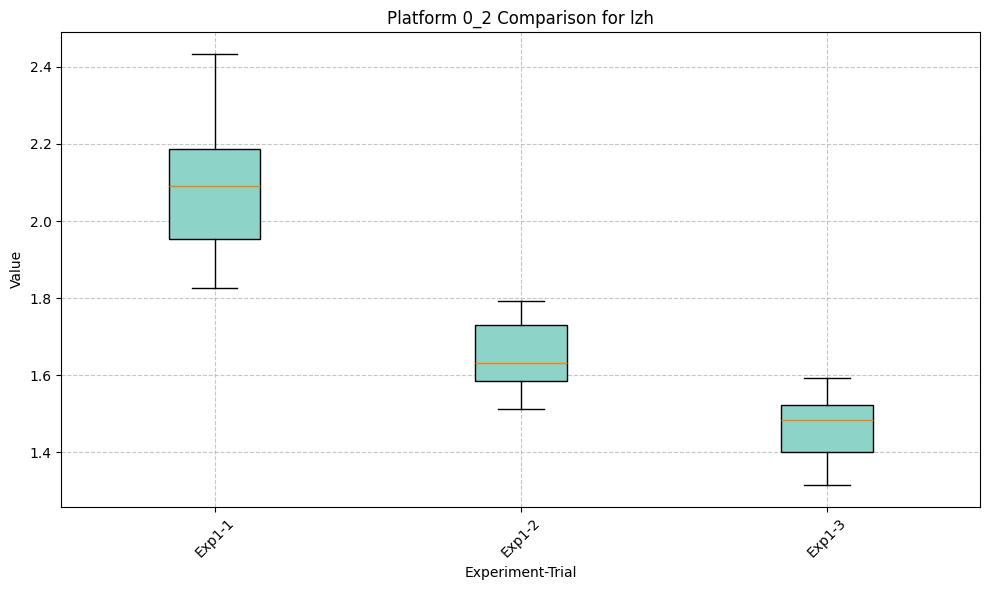 Platform 0_2 Comparison for lzh
Value
2.4
2.2
2.0
1.8
1.6
1.4
Exp1-1
Exp1-2
Exp1-3
Experiment-Trial